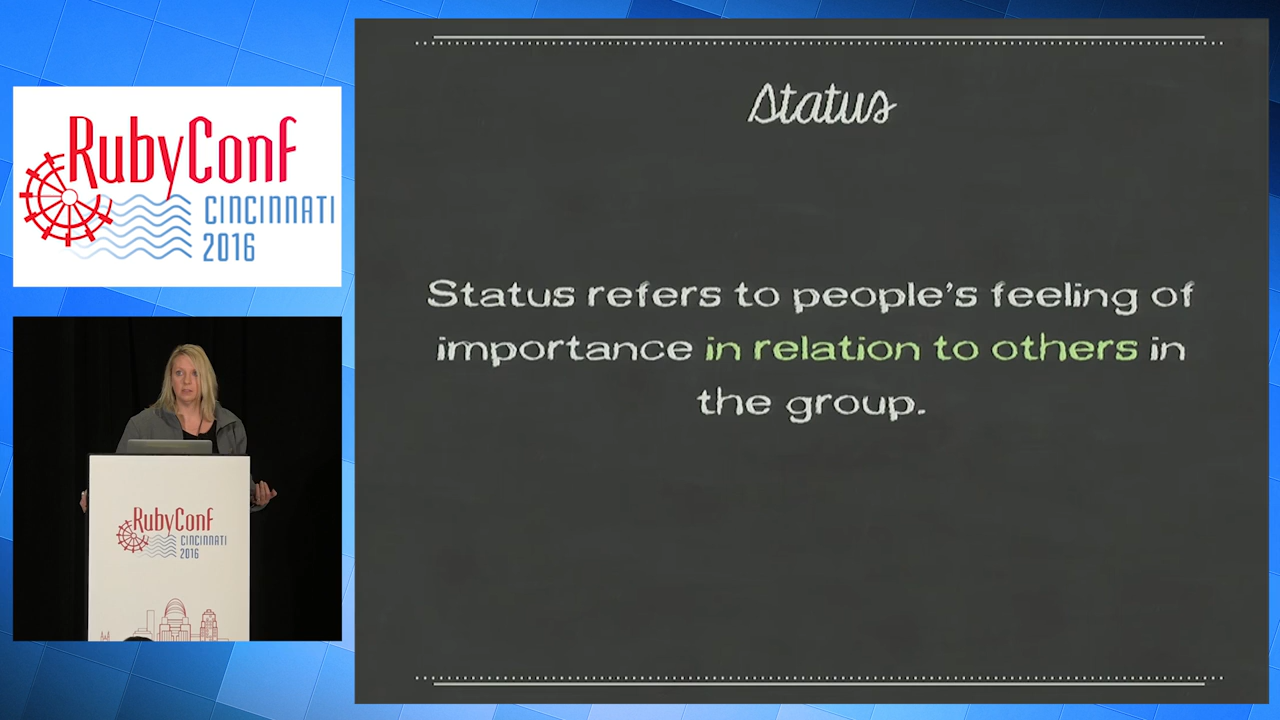 RubyConf
CINCINNATI
2016
RubyConf
CINCINNATI
2016
Status
Status refers to people's feeling of
importance in relation to others in
the group.